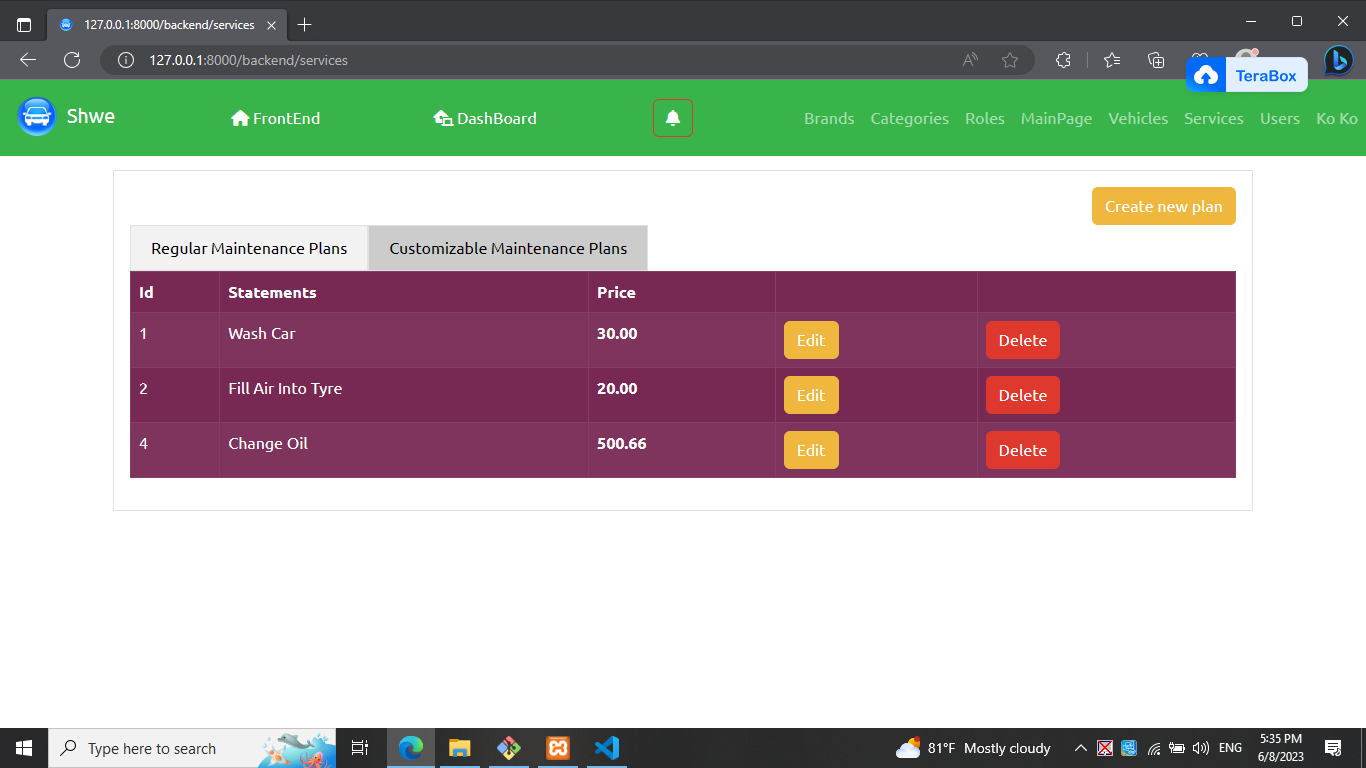 127.0.0.1:8000/backend/services
127.0.0.1:8000/backend/services
TeraBox
Shwe FrontEnd DashBoard Brands Categories Roles MainPage Vehicles Services Users Ko Ko
Create new plan
Regular Maintenance Plans Customizable Maintenance Plans
Id Statements Price
1 Wash Car 30.00 Edit Delete
2 Fill Air Into Tyre 20.00 Edit Delete
4 Change Oil 500.66 Edit Delete
Type here to search 81°F Mostly cloudy ENG 5:35 PM
6/8/2023